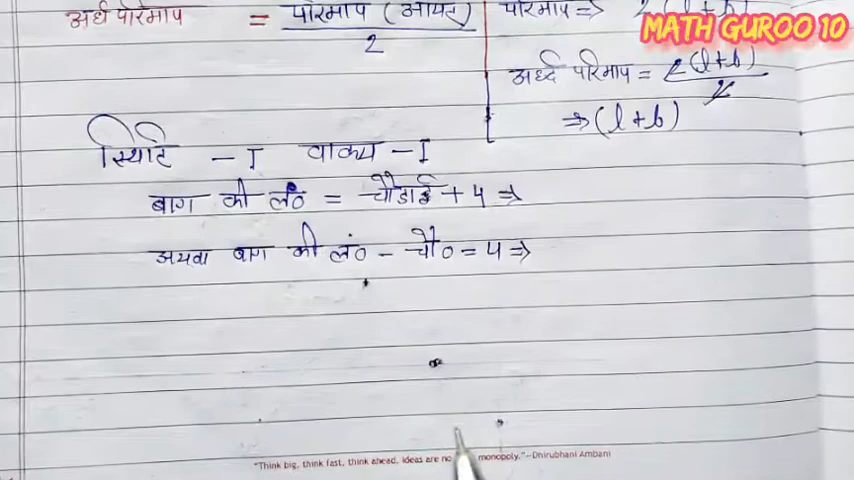 अर्ध परिमाप = परिमाप (आयत) / 2
परिमाप => 2(l+b)
MATH GUROO 10
अर्ध्द परिमाप = 2(l+b) / 2
=> (l+b)
स्थिति - I वाक्य - I
बाग की लं० = चौडाई + 4 =>
अथवा बाग की लं० - चौ० = 4 =>
"Think big, think fast, think ahead. Ideas are no monopoly."-Dhirubhani Ambani